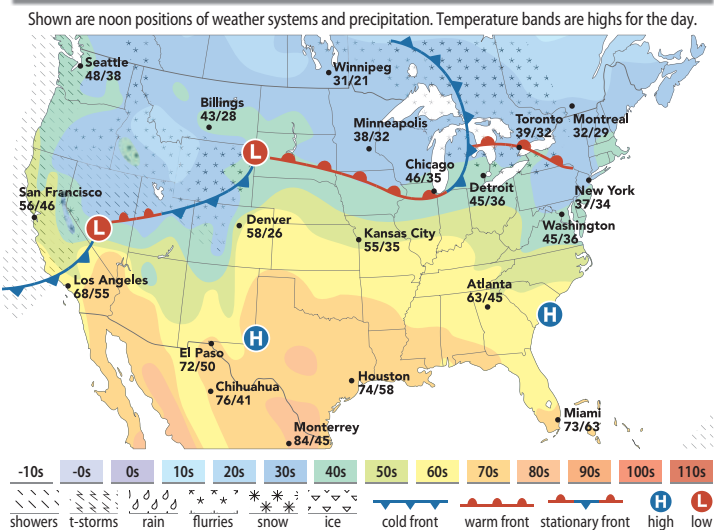 Shown are noon positions of weather systems and precipitation. Temperature bands are highs for the day.
Seattle
48/38
Winnipeg
31/21
Billings
43/28
Minneapolis
38/32
Toronto
39/32
Montreal
32/29
L
Chicago
46/35
Detroit
45/36
New York
37/34
San Francisco
56/46
L
Denver
58/26
Kansas City
55/35
Washington
45/36
Los Angeles
68/55
Atlanta
63/45
H
H
El Paso
72/50
Chihuahua
76/41
Houston
74/58
Monterrey
84/45
Miami
73/63
-10s -0s 0s 10s 20s 30s 40s 50s 60s 70s 80s 90s 100s 110s
H L
showers t-storms rain flurries snow ice cold front warm front stationary front high low